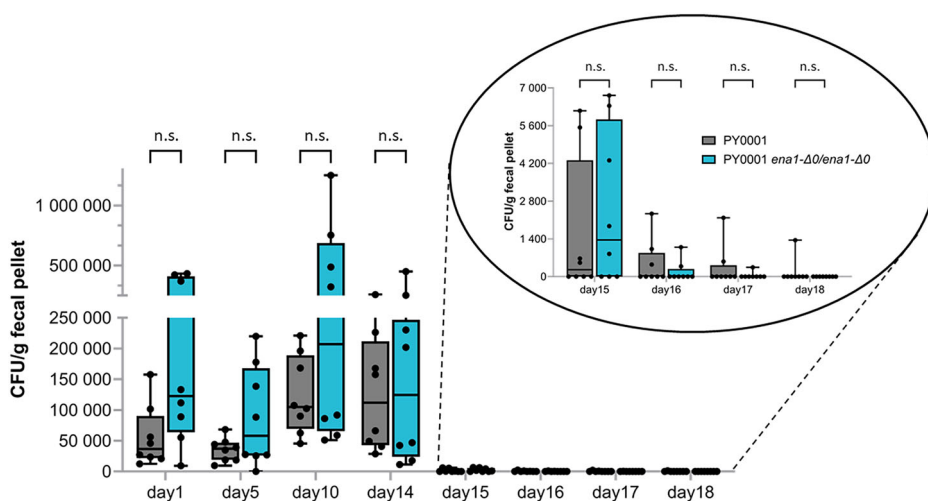 n.s. n.s. n.s. n.s.
7 000
5 600
4 200
2 800
1 400
0
CFU/g fecal pellet
PY0001
PY0001 ena1-Δ0/ena1-Δ0
day15 day16 day17 day18
n.s. n.s. n.s. n.s.
1 000 000
500 000
250 000
200 000
150 000
100 000
50 000
0
CFU/g fecal pellet
day1 day5 day10 day14 day15 day16 day17 day18